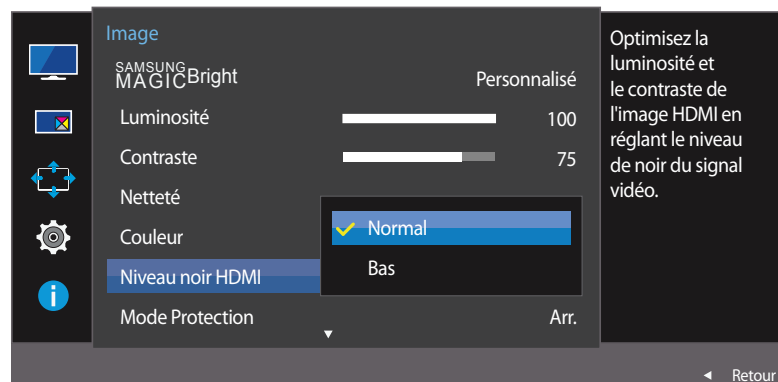 Image
SAMSUNG
MAGICBright Personnalisé
Luminosité 100
Contraste 75
Netteté
Couleur
Normal
Bas
Niveau noir HDMI
Mode Protection Arr.
Optimisez la
luminosité et
le contraste de
l'image HDMI en
réglant le niveau
de noir du signal
vidéo.
Retour